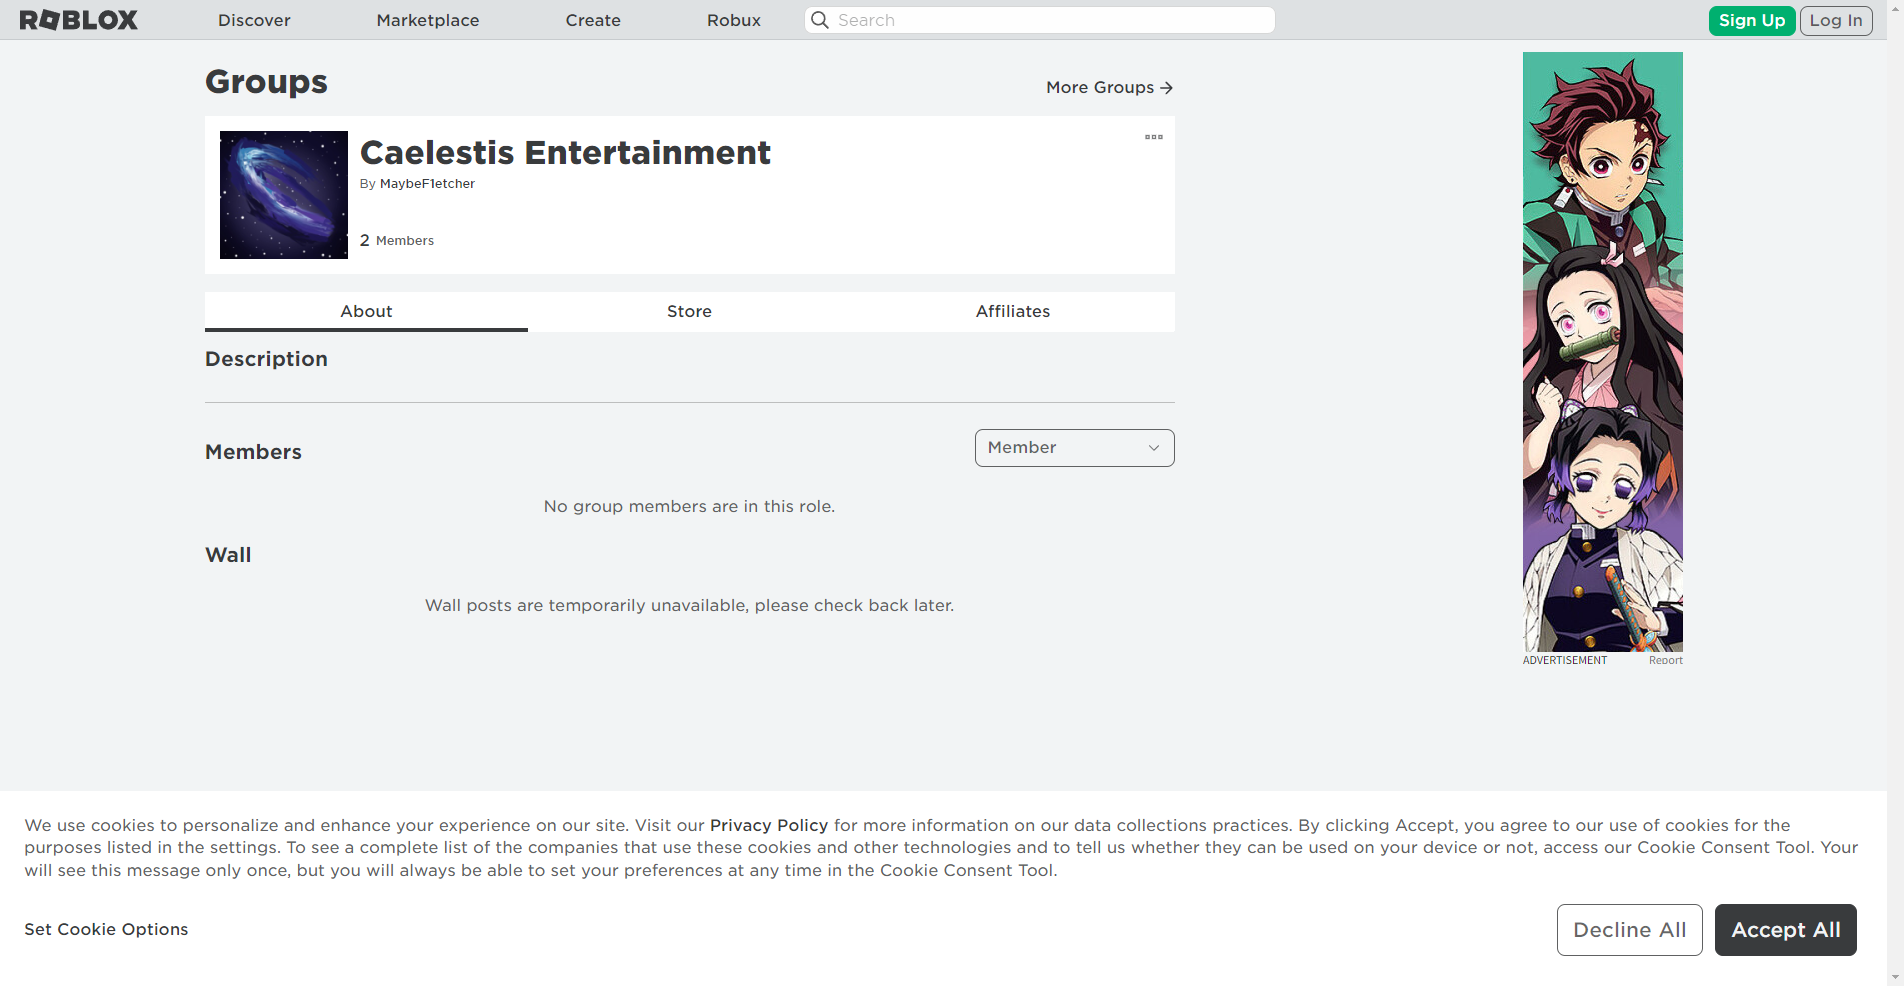 ROBLOX
Discover
Marketplace
Create
Robux
Search
Sign Up
Log In
Groups
More Groups
Caelestis Entertainment
By MaybeF1etcher
2 Members
About
Store
Affiliates
Description
Members
Member
No group members are in this role.
Wall
Wall posts are temporarily unavailable, please check back later.
ADVERTISEMENT
Report
We use cookies to personalize and enhance your experience on our site. Visit our Privacy Policy for more information on our data collections practices. By clicking Accept, you agree to our use of cookies for the
purposes listed in the settings. To see a complete list of the companies that use these cookies and other technologies and to tell us whether they can be used on your device or not, access our Cookie Consent Tool. Your
will see this message only once, but you will always be able to set your preferences at any time in the Cookie Consent Tool.
Set Cookie Options
Decline All
Accept All